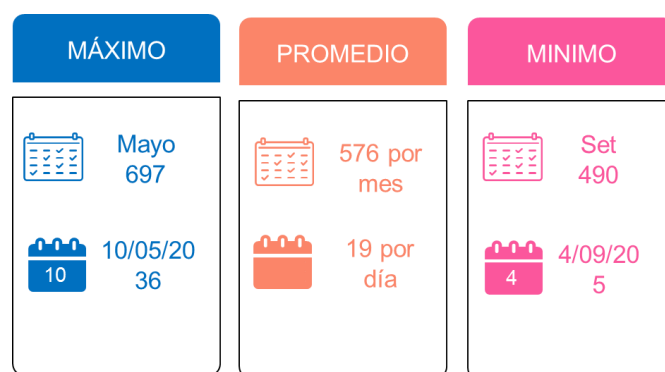 MÁXIMO
Mayo
697
10
10/05/20
36
PROMEDIO
576 por
mes
19 por
día
MINIMO
Set
490
4
4/09/20
5